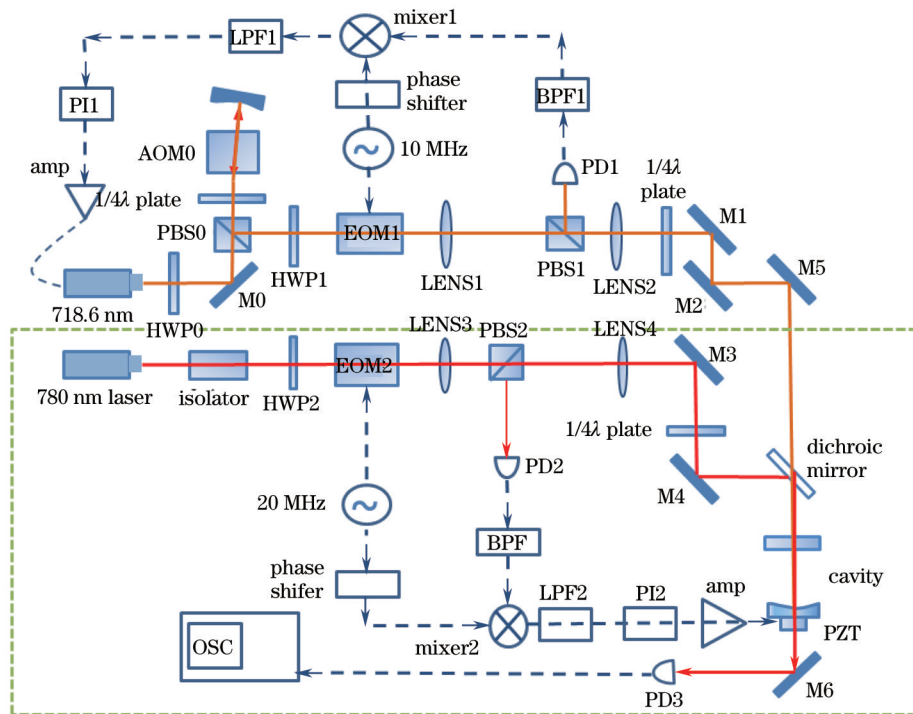 mixer1
LPF1
phase
shifter
BPF1
PI1
AOM0
10 MHz
PD1
1/4λ
plate
amp
1/4λ plate
PBS0
EOM1
M1
HWP1
LENS1
PBS1
LENS2
M5
M0
M2
718.6 nm
HWP0
LENS3
PBS2
LENS4
M3
EOM2
780 nm laser
isolator
HWP2
1/4λ plate
dichroic
mirror
PD2
M4
20 MHz
BPF
phase
shifer
cavity
LPF2
PI2
amp
PZT
OSC
mixer2
PD3
M6